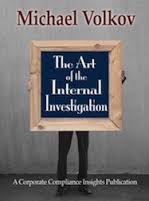 Michael Volkov
The Art
of the
Internal
Investigation
A Corporate Compliance Insights Publication